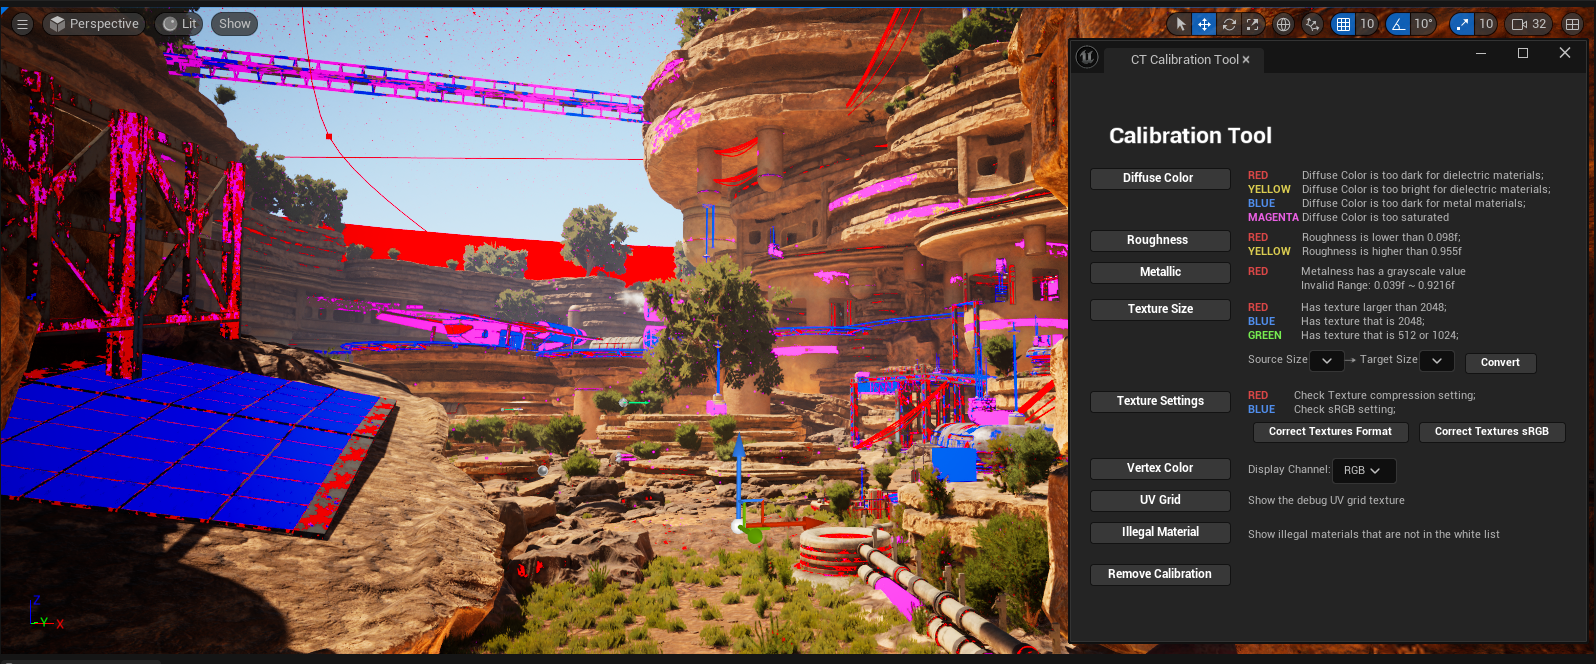 Perspective Lit Show
10 10° 10 32
CT Calibration Tool ×
Calibration Tool
Diffuse Color
RED Diffuse Color is too dark for dielectric materials;
YELLOW Diffuse Color is too bright for dielectric materials;
BLUE Diffuse Color is too dark for metal materials;
MAGENTA Diffuse Color is too saturated
Roughness
RED Roughness is lower than 0.098f;
YELLOW Roughness is higher than 0.955f
Metallic
RED Metalness has a grayscale value
Invalid Range: 0.039f ~ 0.9216f
Texture Size
RED Has texture larger than 2048;
BLUE Has texture that is 2048;
GREEN Has texture that is 512 or 1024;
Source Size → Target Size Convert
Texture Settings
RED Check Texture compression setting;
BLUE Check sRGB setting;
Correct Textures Format Correct Textures sRGB
Vertex Color Display Channel: RGB
UV Grid Show the debug UV grid texture
Illegal Material Show illegal materials that are not in the white list
Remove Calibration
Z
Y X